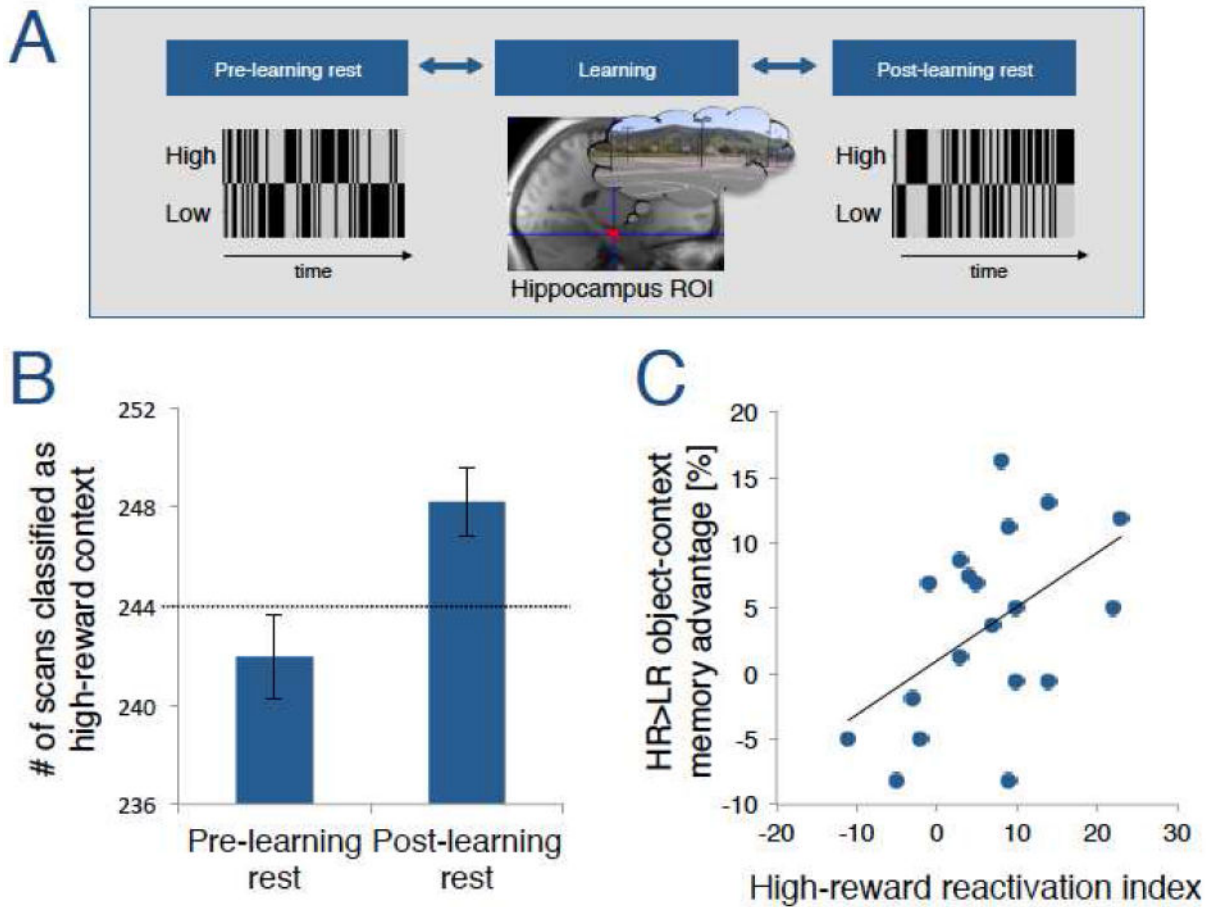 A
Pre-learning rest
Learning
Post-learning rest
High
Low
time
Hippocampus ROI
High
Low
time
B
# of scans classified as
high-reward context
252
248
244
240
236
Pre-learning
rest
Post-learning
rest
C
HR>LR object-context
memory advantage [%]
20
15
10
5
0
-5
-10
-20
-10
0
10
20
30
High-reward reactivation index